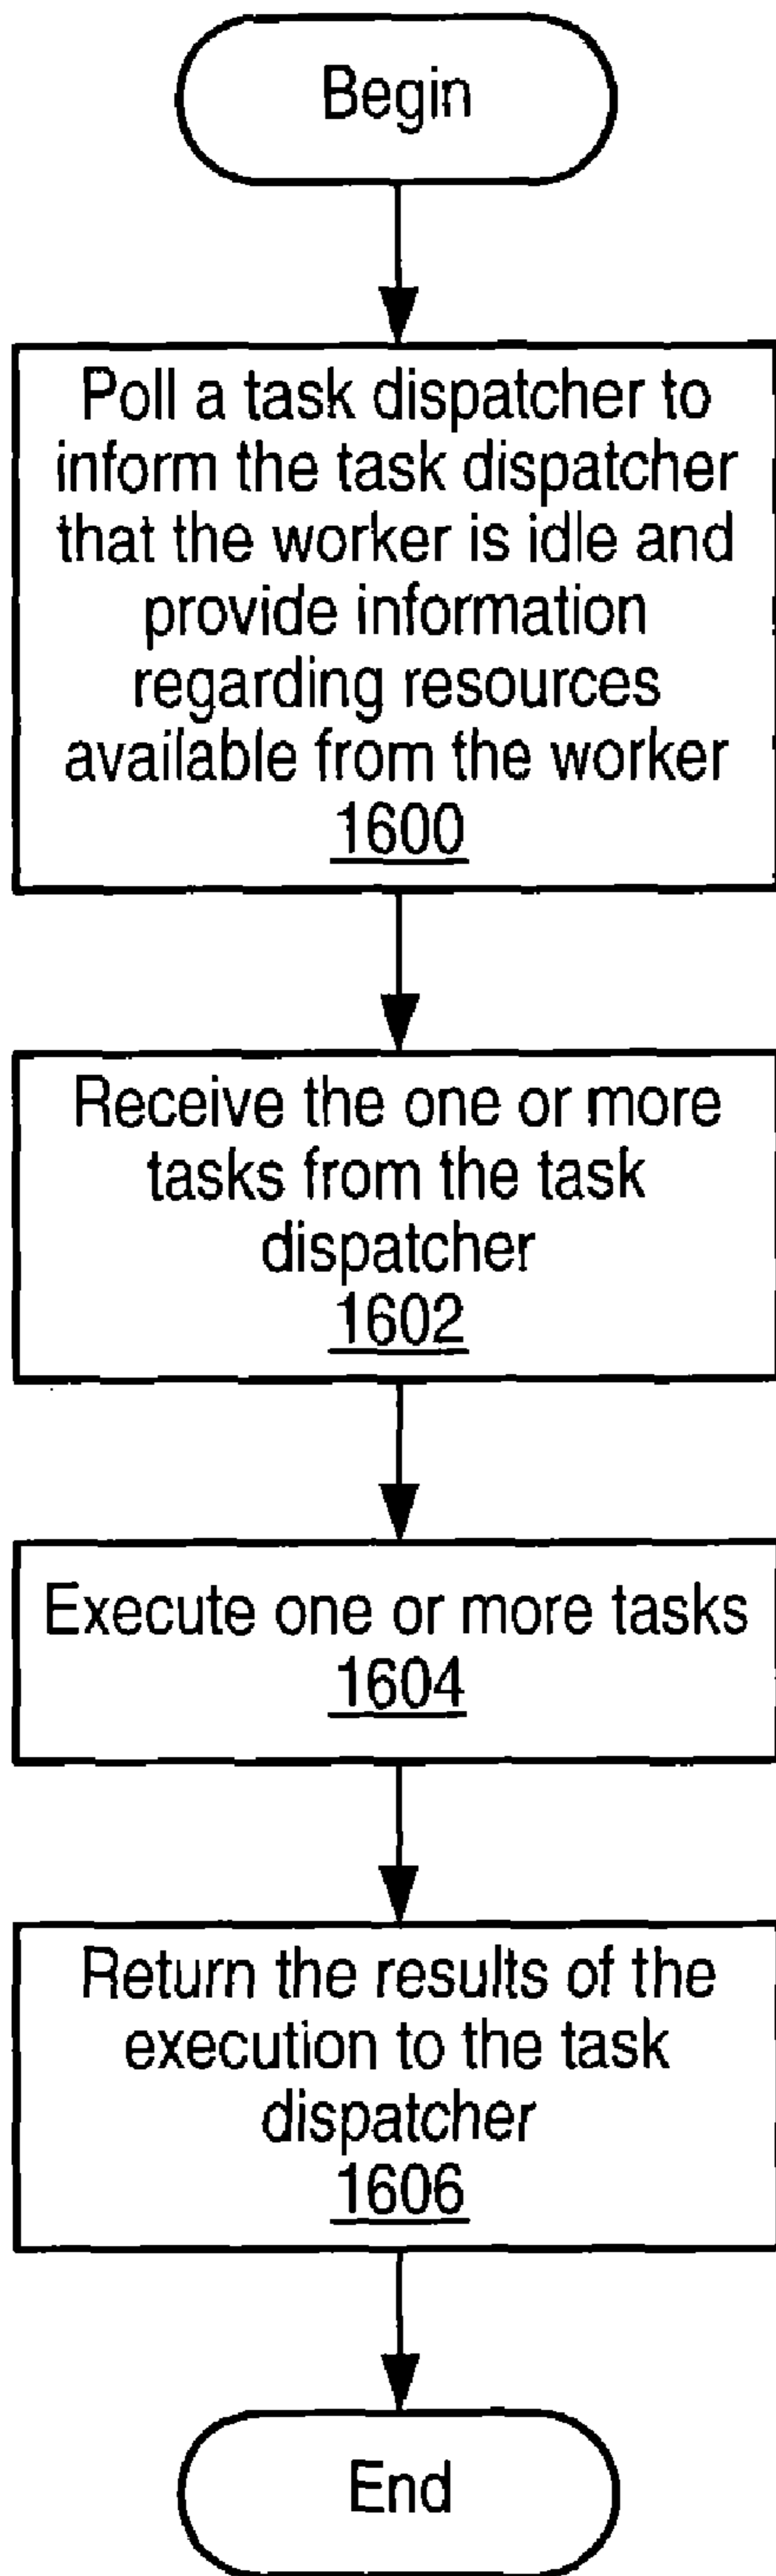 Begin
Poll a task dispatcher to
inform the task dispatcher
that the worker is idle and
provide information
regarding resources
available from the worker
1600
Receive the one or more
tasks from the task
dispatcher
1602
Execute one or more tasks
1604
Return the results of the
execution to the task
dispatcher
1606
End